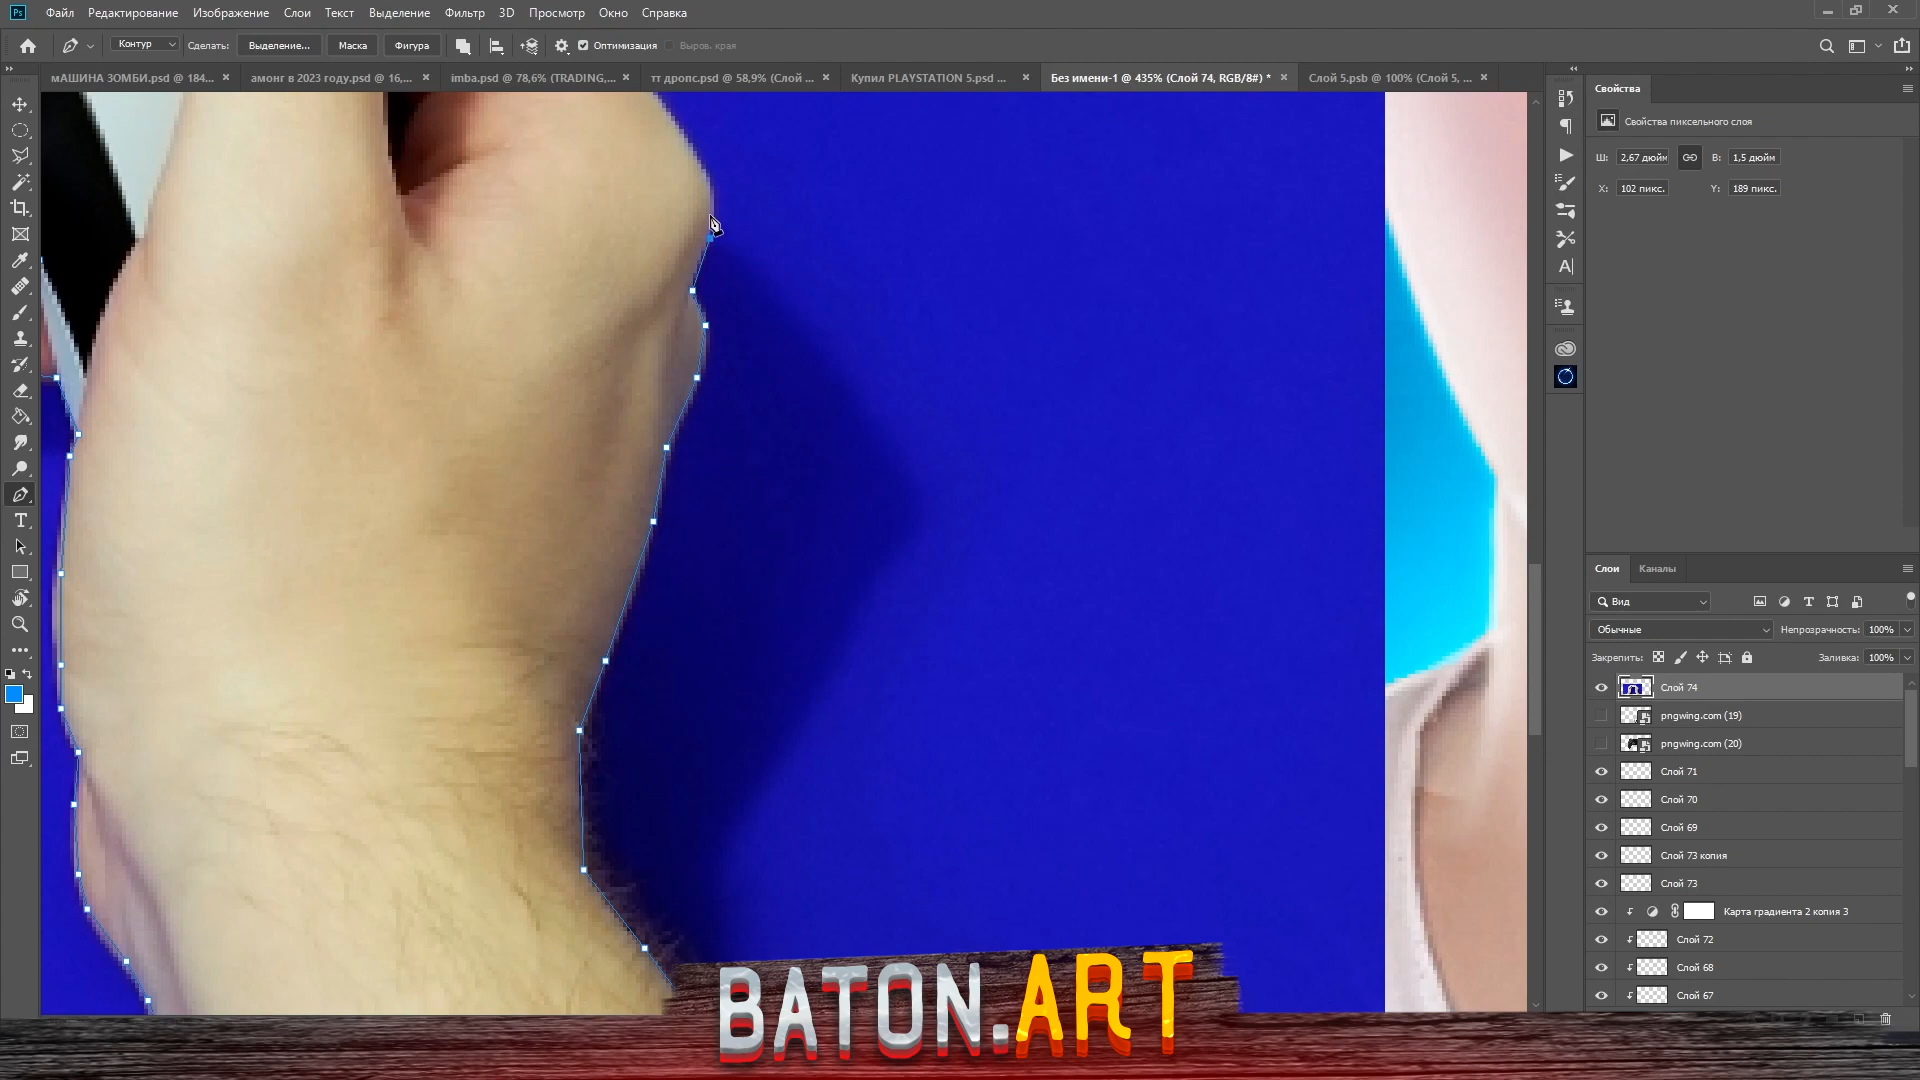 Ps Файл Редактирование Изображение Слои Текст Выделение Фильтр 3D Просмотр Окно Справка
Контур Сделать: Выделение... Маска Фигура Оптимизация Выров. края
мАШИНА ЗОМБИ.psd @ 184... × амонг в 2023 году.psd @ 16,... × imba.psd @ 78,6% (TRADING,... × тт дропс.psd @ 58,9% (Слой ... × Купил PLAYSTATION 5.psd ... × Без имени-1 @ 435% (Слой 74, RGB/8#) * × Слой 5.psb @ 100% (Слой 5, ... ×
Свойства
Свойства пиксельного слоя
Ш: 2,67 дюйм В: 1,5 дюйм
X: 102 пикс. Y: 189 пикс.
Слои Каналы
Вид
Обычные Непрозрачность: 100%
Закрепить: Заливка: 100%
Слой 74
pngwing.com (19)
pngwing.com (20)
Слой 71
Слой 70
Слой 69
Слой 73 копия
Слой 73
Карта градиента 2 копия 3
Слой 72
Слой 68
Слой 67
BATON.ART